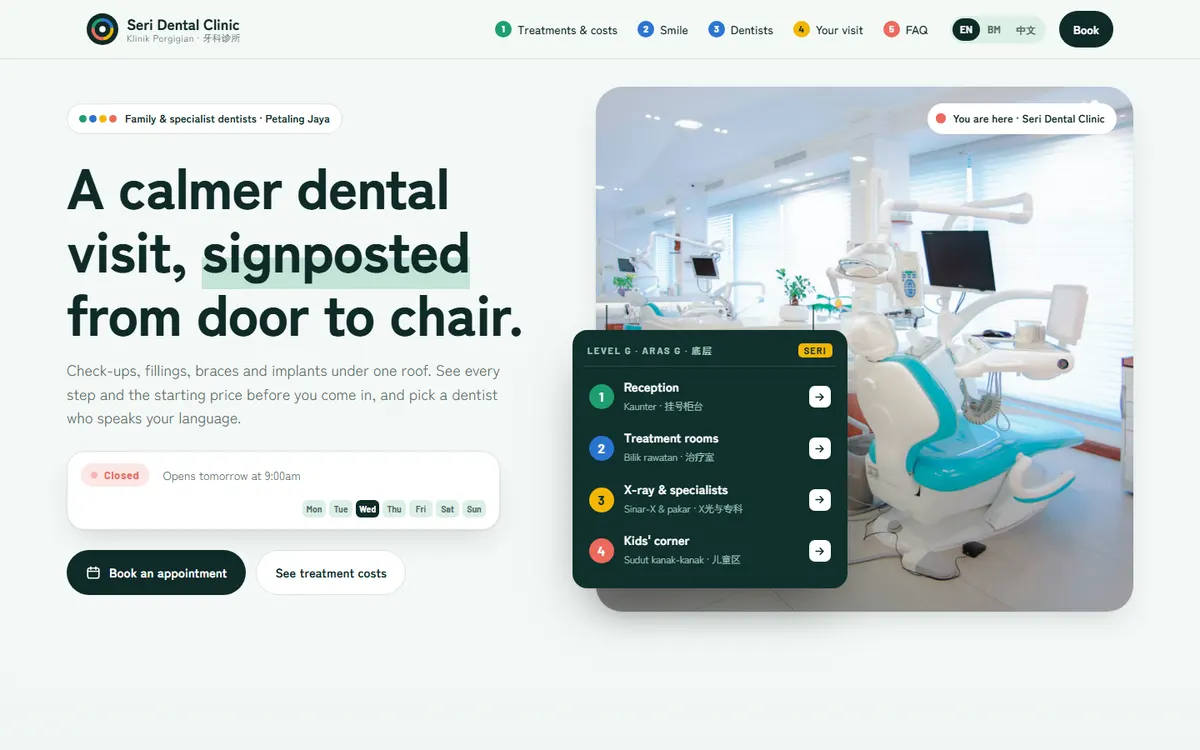 Seri Dental Clinic
Klinik Pergigian · 牙科诊所
1 Treatments & costs
2 Smile
3 Dentists
4 Your visit
5 FAQ
EN BM 中文
Book
Family & specialist dentists · Petaling Jaya
A calmer dental
visit, signposted
from door to chair.
Check-ups, fillings, braces and implants under one roof. See every
step and the starting price before you come in, and pick a dentist
who speaks your language.
Closed
Opens tomorrow at 9:00am
Mon Tue Wed Thu Fri Sat Sun
Book an appointment
See treatment costs
You are here · Seri Dental Clinic
LEVEL G · ARAS G · 底层
SERI
1 Reception
Kaunter · 挂号柜台
2 Treatment rooms
Bilik rawatan · 治疗室
3 X-ray & specialists
Sinar-X & pakar · X光与专科
4 Kids' corner
Sudut kanak-kanak · 儿童区